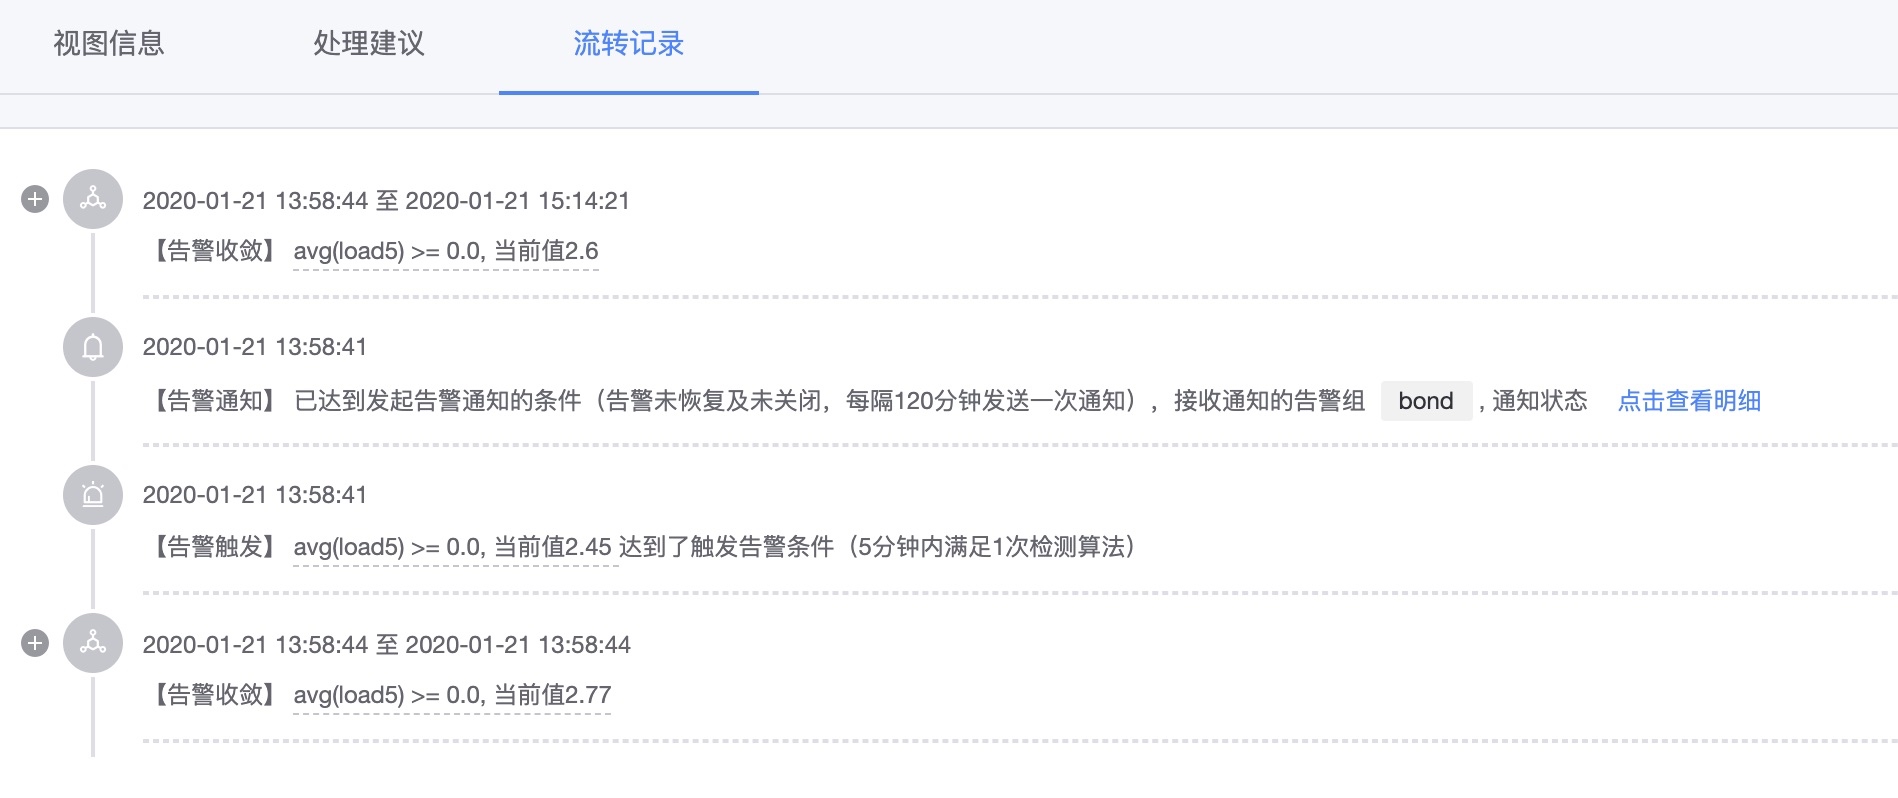 视图信息
处理建议
流转记录
2020-01-21 13:58:44 至 2020-01-21 15:14:21
【告警收敛】 avg(load5) >= 0.0, 当前值2.6
2020-01-21 13:58:41
【告警通知】 已达到发起告警通知的条件（告警未恢复及未关闭，每隔120分钟发送一次通知），接收通知的告警组 bond , 通知状态 点击查看明细
2020-01-21 13:58:41
【告警触发】 avg(load5) >= 0.0, 当前值2.45 达到了触发告警条件（5分钟内满足1次检测算法）
2020-01-21 13:58:44 至 2020-01-21 13:58:44
【告警收敛】 avg(load5) >= 0.0, 当前值2.77